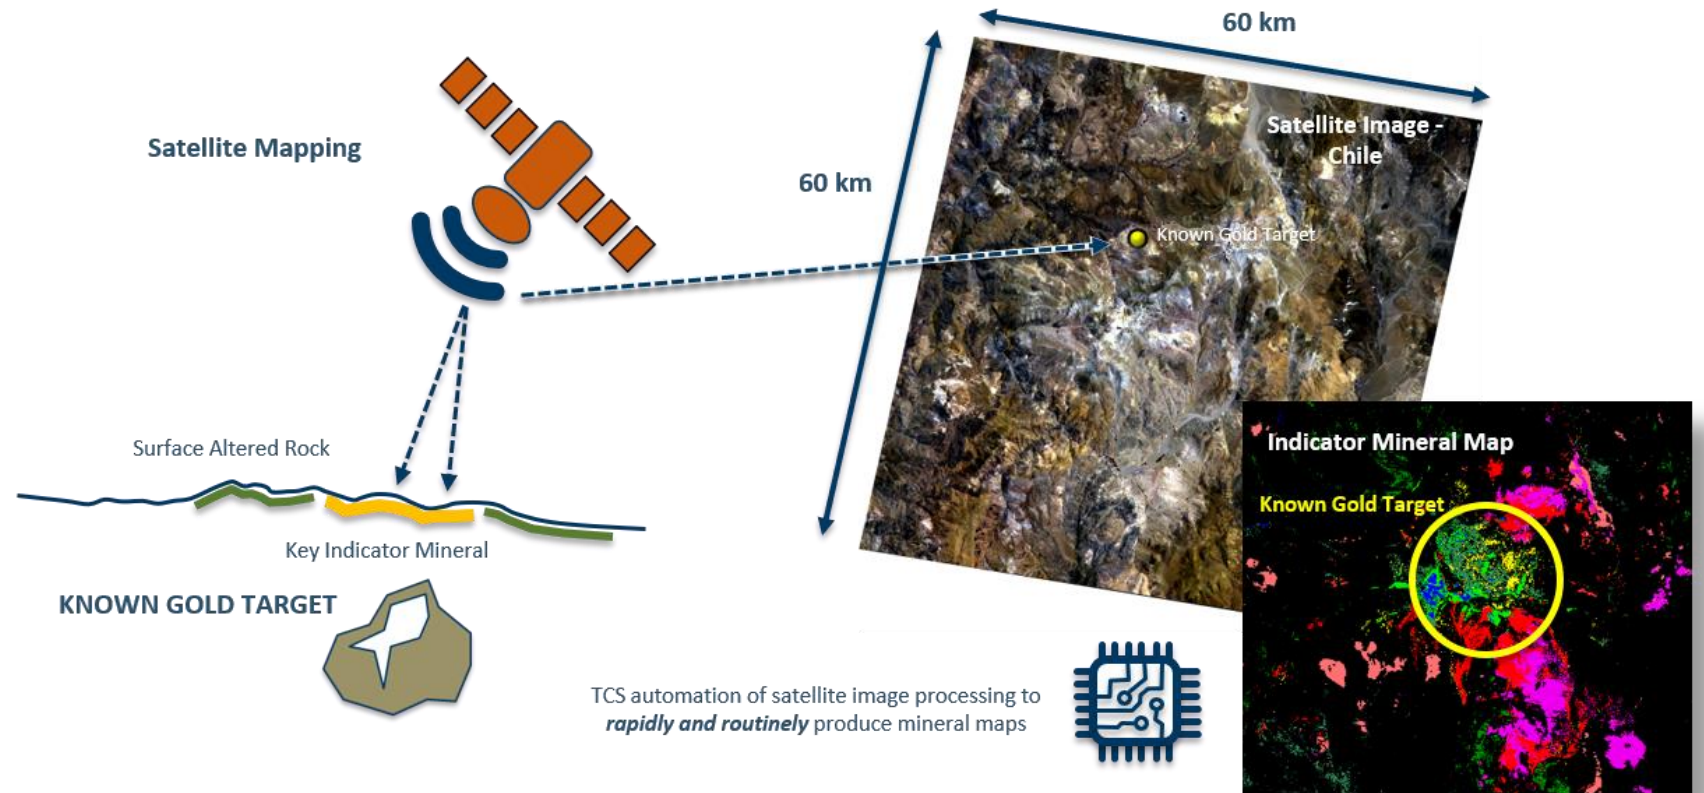 60 km
Satellite Image -
Chile
Satellite Mapping
60 km
Known Gold Target
Surface Altered Rock
Indicator Mineral Map
Known Gold Target
Key Indicator Mineral
KNOWN GOLD TARGET
TCS automation of satellite image processing to
rapidly and routinely produce mineral maps